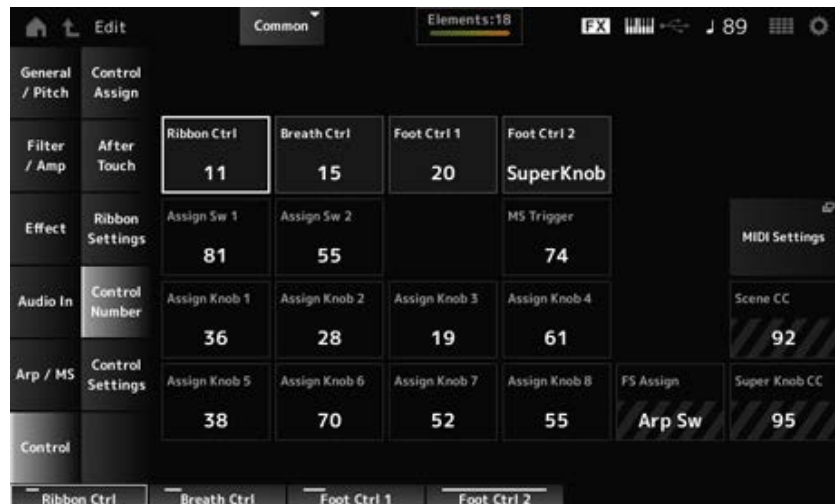 Edit
Common
Elements:18
FX
89
General
/ Pitch
Control
Assign
Filter
/ Amp
After
Touch
Ribbon Ctrl
11
Breath Ctrl
15
Foot Ctrl 1
20
Foot Ctrl 2
SuperKnob
Effect
Ribbon
Settings
Assign Sw 1
81
Assign Sw 2
55
MS Trigger
74
MIDI Settings
Audio In
Control
Number
Assign Knob 1
36
Assign Knob 2
28
Assign Knob 3
19
Assign Knob 4
61
Scene CC
92
Arp / MS
Control
Settings
Assign Knob 5
38
Assign Knob 6
70
Assign Knob 7
52
Assign Knob 8
55
FS Assign
Arp Sw
Super Knob CC
95
Control
Ribbon Ctrl
Breath Ctrl
Foot Ctrl 1
Foot Ctrl 2